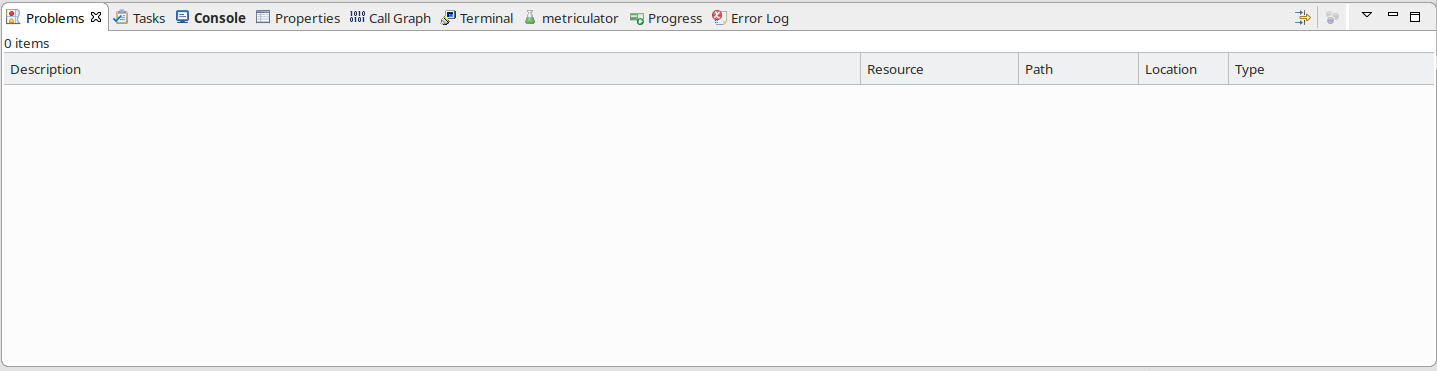 Problems Tasks Console Properties Call Graph Terminal metriculator Progress Error Log
0 items
Description Resource Path Location Type